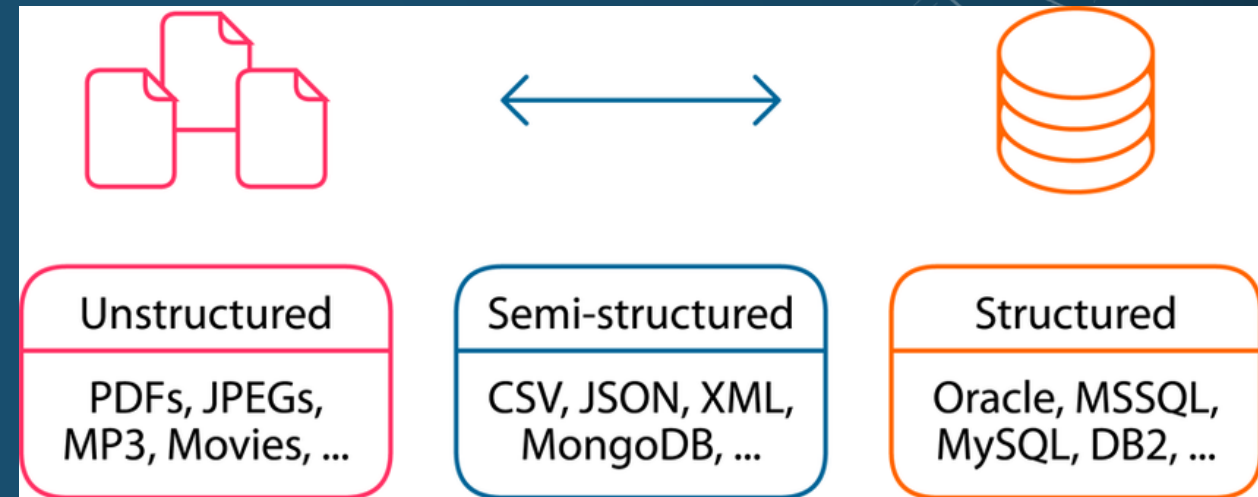 Unstructured
PDFs, JPEGs,
MP3, Movies, ...
Semi-structured
CSV, JSON, XML,
MongoDB, ...
Structured
Oracle, MSSQL,
MySQL, DB2, ...